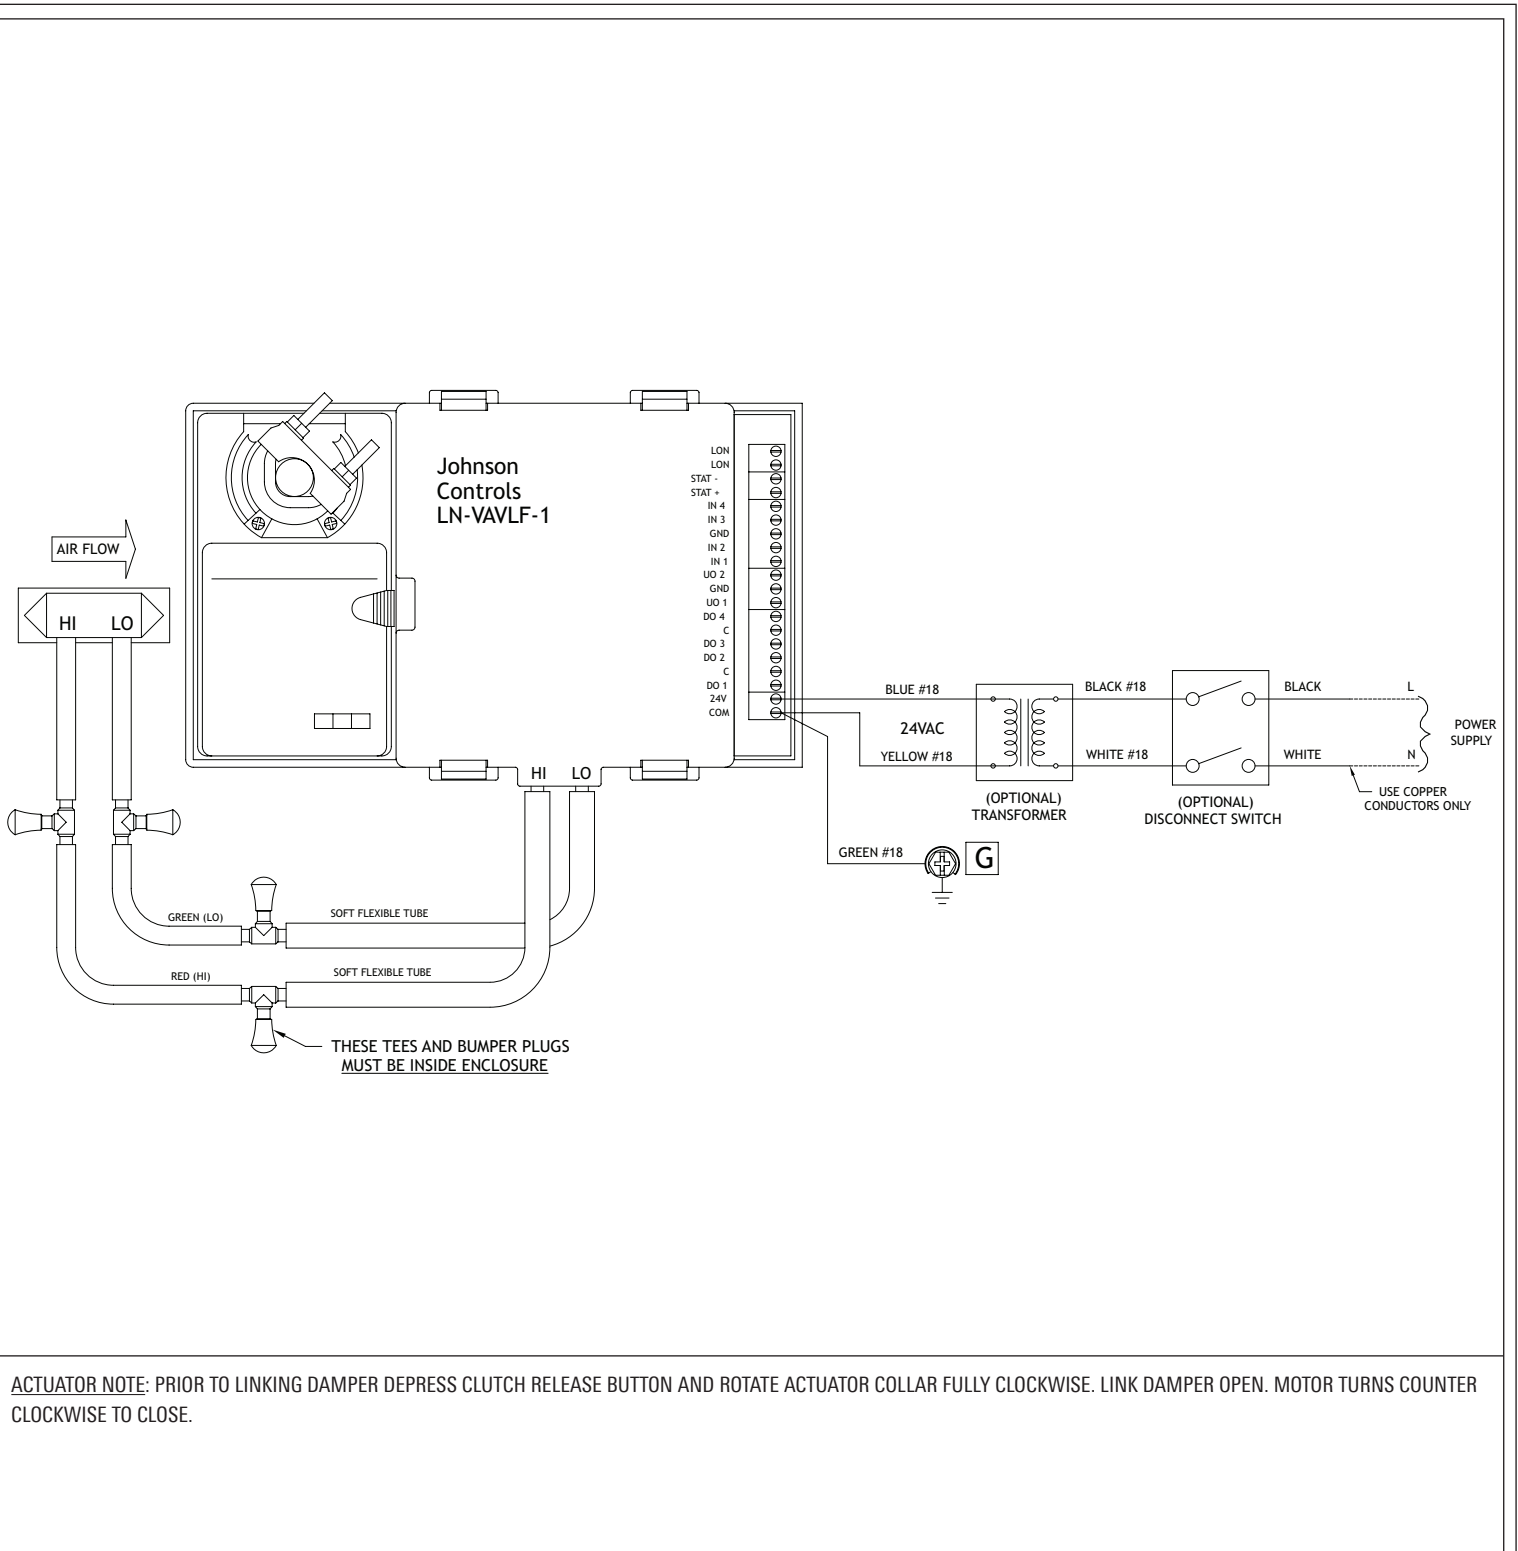 Johnson
Controls
LN-VAVLF-1
LON
LON
STAT -
STAT +
IN 4
IN 3
GND
IN 2
IN 1
UO 2
GND
UO 1
DO 4
C
DO 3
DO 2
C
DO 1
24V
COM
AIR FLOW
HI LO
HI LO
BLUE #18
24VAC
YELLOW #18
(OPTIONAL)
TRANSFORMER
BLACK #18
WHITE #18
(OPTIONAL)
DISCONNECT SWITCH
BLACK
WHITE
L
N
POWER
SUPPLY
USE COPPER
CONDUCTORS ONLY
GREEN #18
G
GREEN (LO)
SOFT FLEXIBLE TUBE
RED (HI)
SOFT FLEXIBLE TUBE
THESE TEES AND BUMPER PLUGS
MUST BE INSIDE ENCLOSURE
ACTUATOR NOTE: PRIOR TO LINKING DAMPER DEPRESS CLUTCH RELEASE BUTTON AND ROTATE ACTUATOR COLLAR FULLY CLOCKWISE. LINK DAMPER OPEN. MOTOR TURNS COUNTER
CLOCKWISE TO CLOSE.